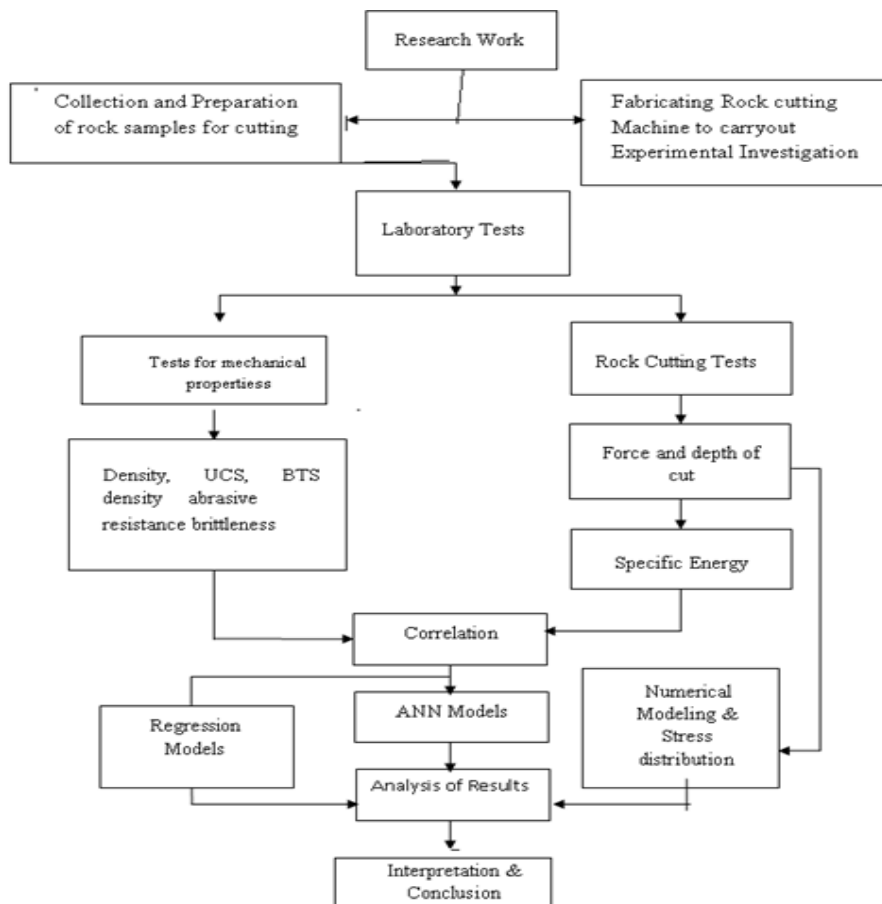 Research Work
Collection and Preparation
of rock samples for cutting
Fabricating Rock cutting
Machine to carryout
Experimental Investigation
Laboratory Tests
Tests for mechanical
propertiess
Rock Cutting Tests
Density, UCS, BTS
density abrasive
resistance brittleness
Force and depth of
cut
Specific Energy
Correlation
Regression
Models
ANN Models
Numerical
Modeling &
Stress
distribution
Analysis of Results
Interpretation &
Conclusion